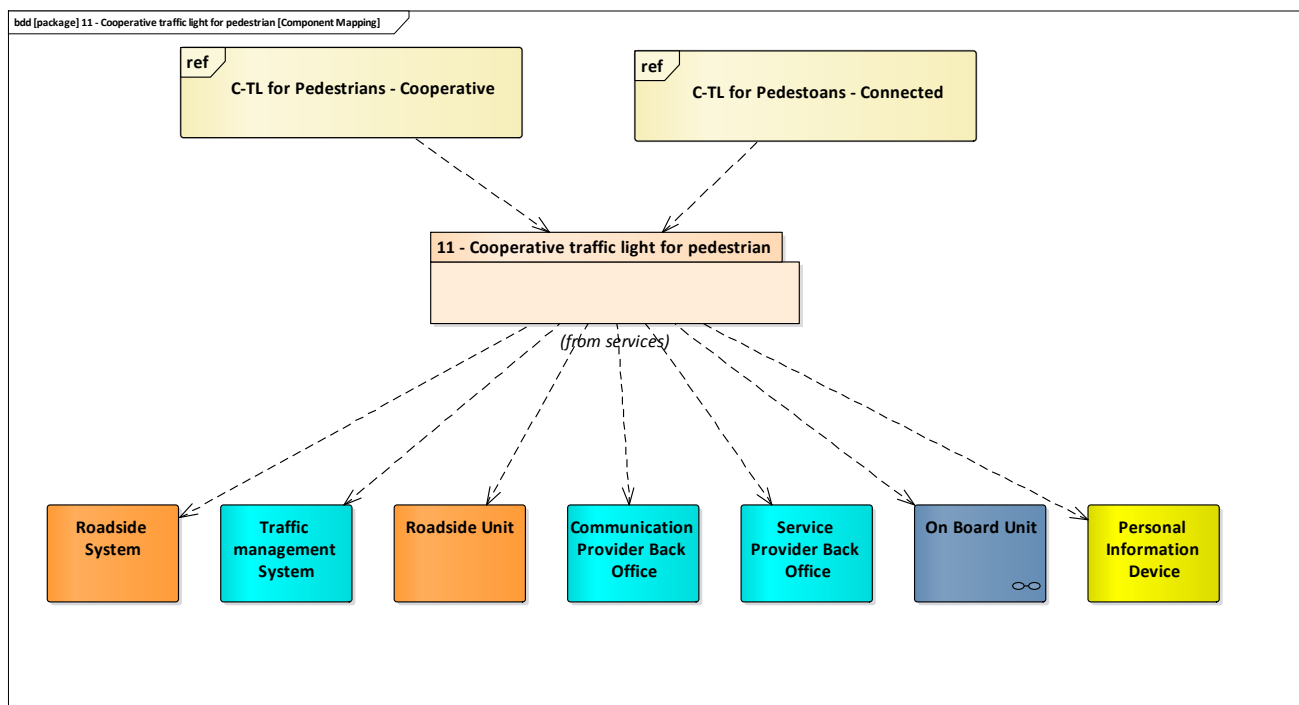 bdd [package] 11 - Cooperative traffic light for pedestrian [Component Mapping]
ref
C-TL for Pedestrians - Cooperative
ref
C-TL for Pedestoans - Connected
11 - Cooperative traffic light for pedestrian
(from services)
Roadside
System
Traffic
management
System
Roadside Unit
Communication
Provider Back
Office
Service
Provider Back
Office
On Board Unit
Personal
Information
Device